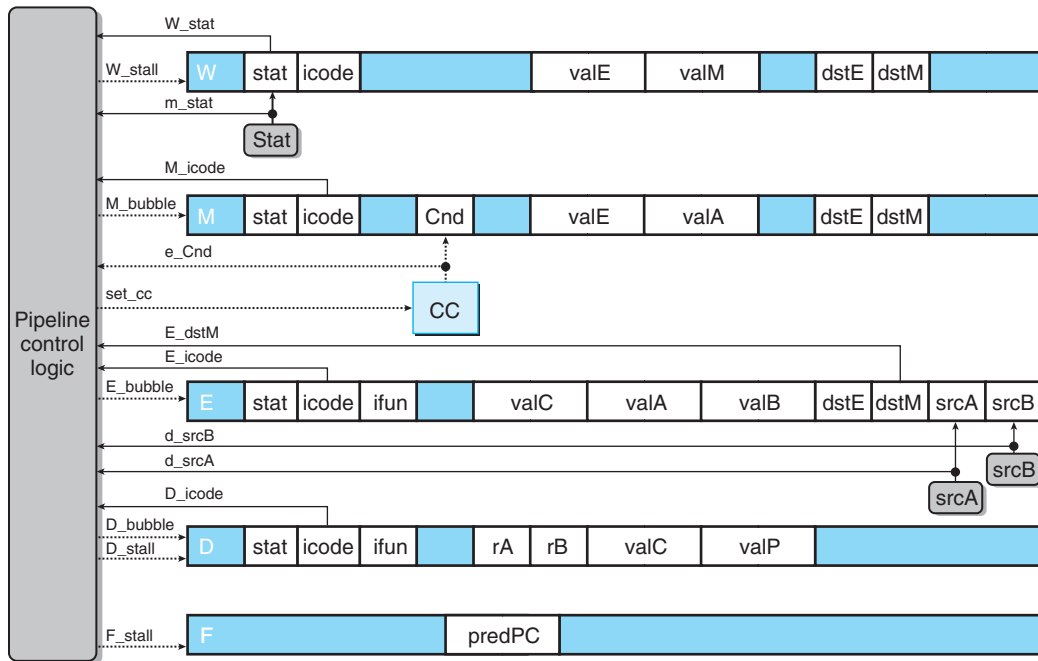 W_stat
W_stall
W stat icode valE valM dstE dstM
m_stat
Stat
M_icode
M_bubble
M stat icode Cnd valE valA dstE dstM
e_Cnd
set_cc
CC
Pipeline
control
logic
E_dstM
E_icode
E_bubble
E stat icode ifun valC valA valB dstE dstM srcA srcB
d_srcB
srcB
d_srcA
srcA
D_icode
D_bubble
D_stall
D stat icode ifun rA rB valC valP
F_stall
F predPC